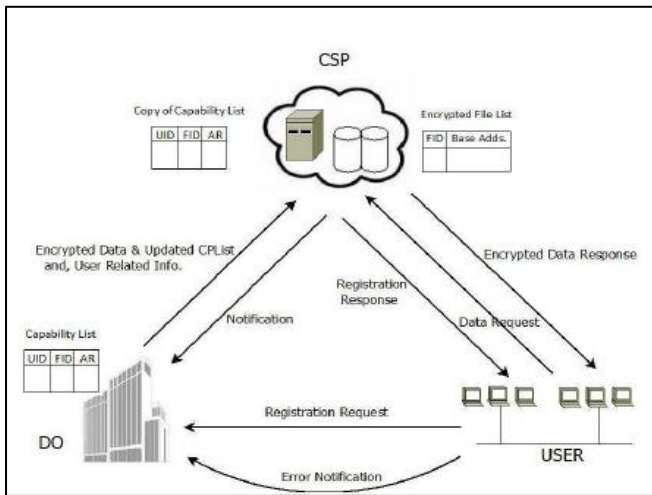 CSP
Copy of Capability List
UID FID AR
Encrypted File List
FID Base Adds.
Encrypted Data & Updated CPList
and, User Related Info.
Encrypted Data Response
Registration
Response
Notification
Data Request
Capability List
UID FID AR
Registration Request
DO
USER
Error Notification